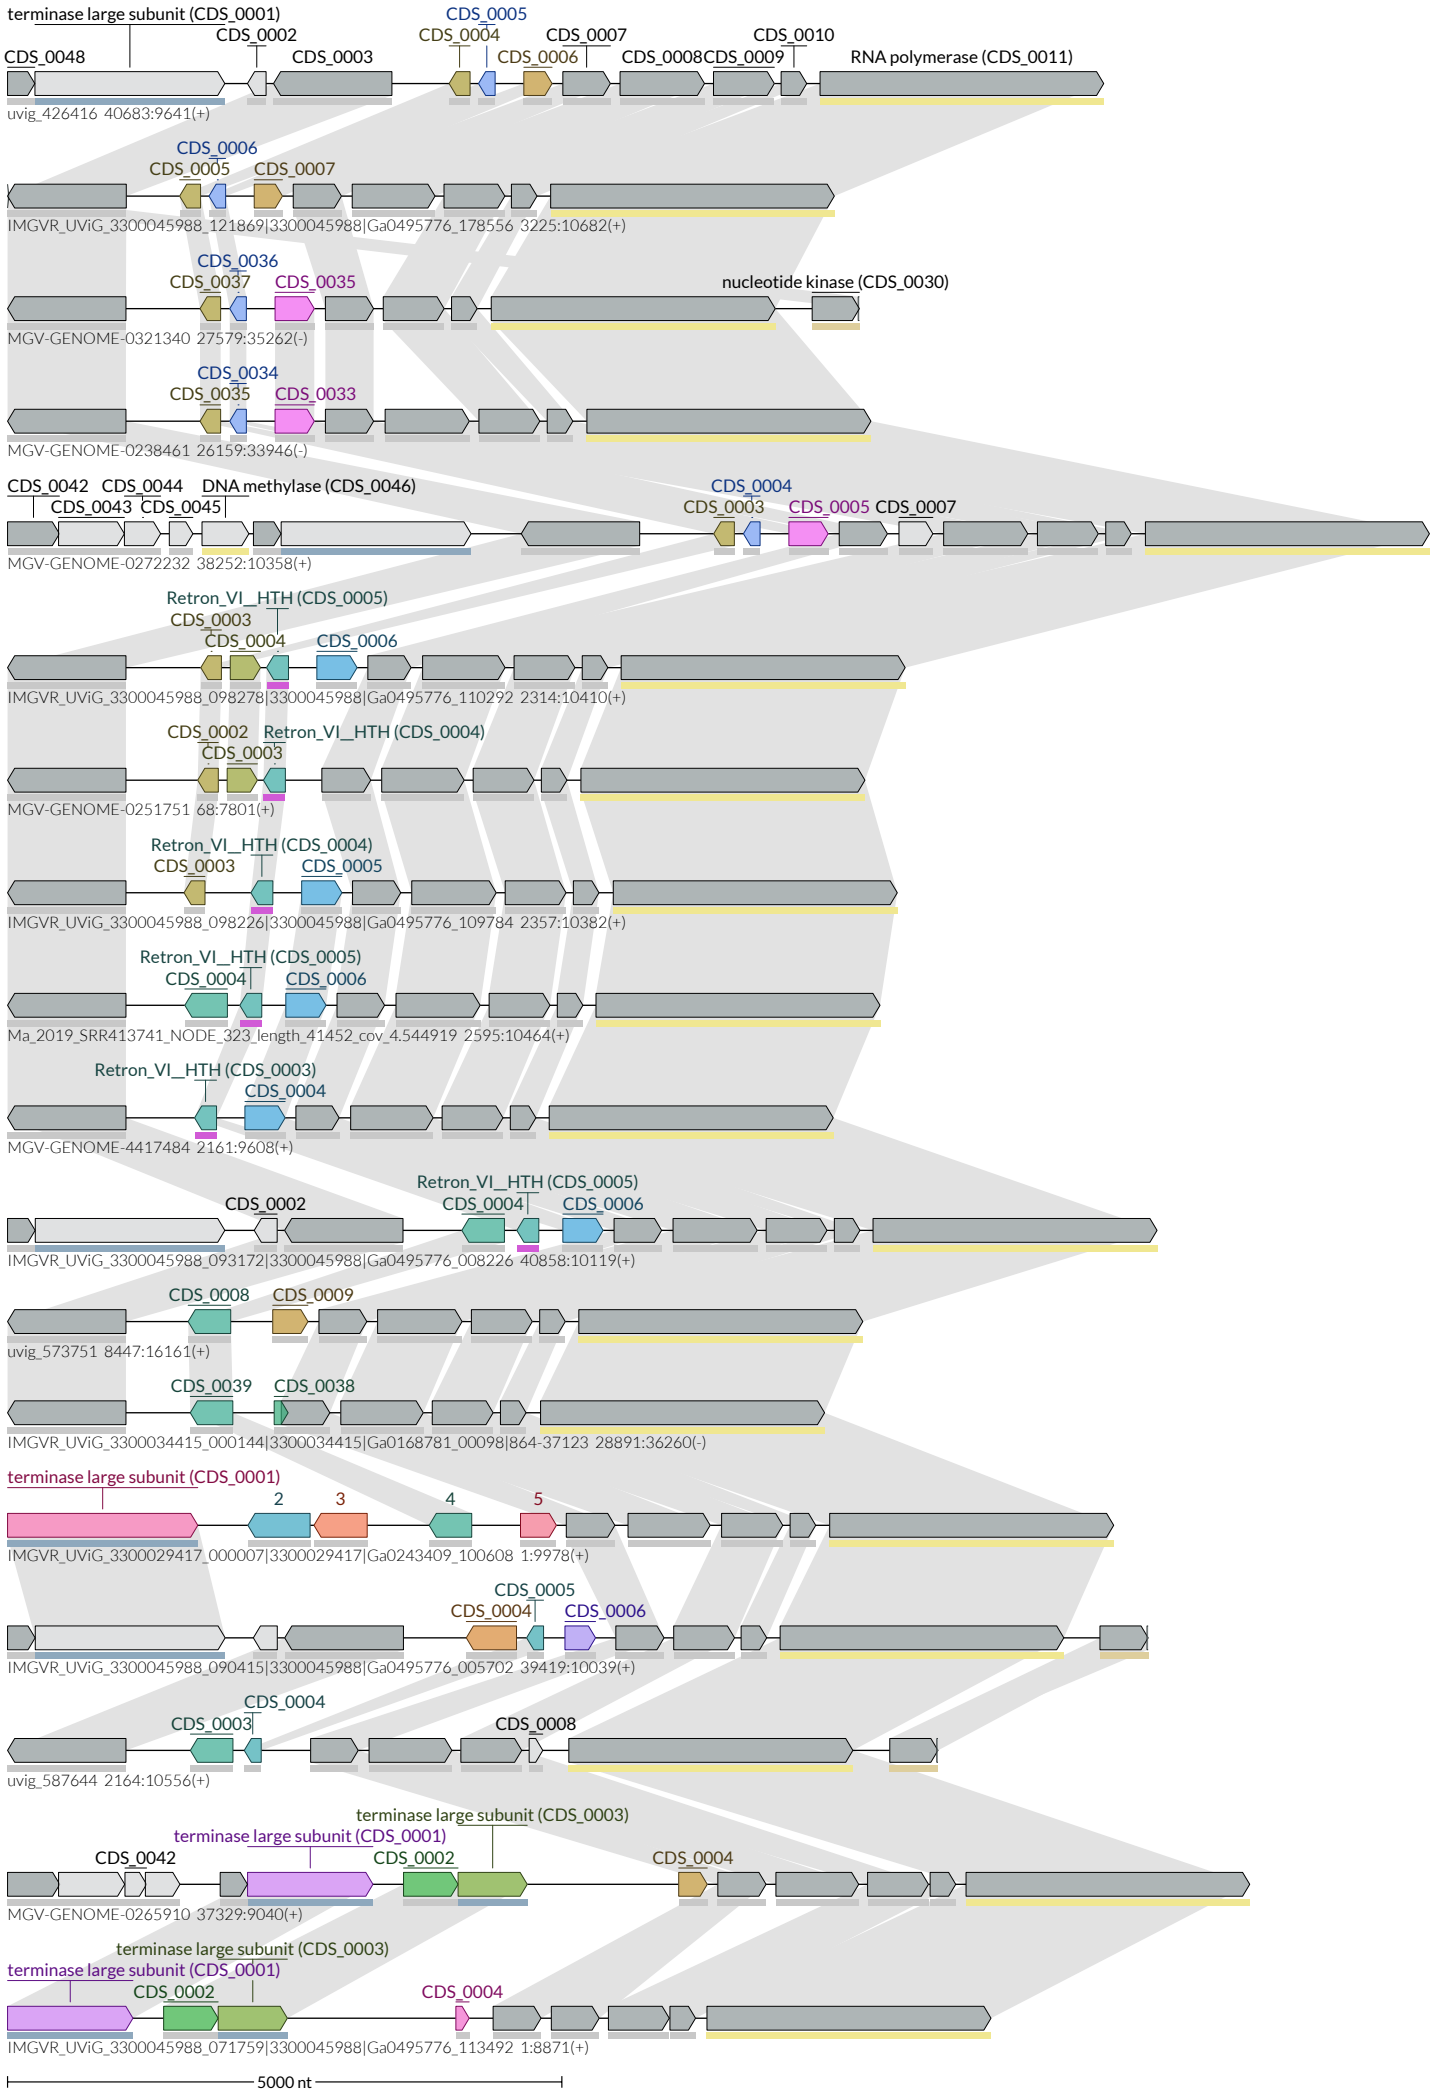 terminase large subunit (CDS_0001)
CDS_0005
CDS_0002 CDS_0004 CDS_0007 CDS_0010
CDS_0048 CDS_0003 CDS_0006 CDS_0008 CDS_0009 RNA polymerase (CDS_0011)
uvig_426416 40683:9641(+)
CDS_0006
CDS_0005 CDS_0007
IMGVR_UViG_3300045988_121869|3300045988|Ga0495776_178556 3225:10682(+)
CDS_0036
CDS_0037 CDS_0035 nucleotide kinase (CDS_0030)
MGV-GENOME-0321340 27579:35262(-)
CDS_0034
CDS_0035 CDS_0033
MGV-GENOME-0238461 26159:33946(-)
CDS_0042 CDS_0044 DNA methylase (CDS_0046) CDS_0004
CDS_0043 CDS_0045 CDS_0003 CDS_0005 CDS_0007
MGV-GENOME-0272232 38252:10358(+)
Retron_VI__HTH (CDS_0005)
CDS_0003
CDS_0004 CDS_0006
IMGVR_UViG_3300045988_098278|3300045988|Ga0495776_110292 2314:10410(+)
CDS_0002 Retron_VI__HTH (CDS_0004)
CDS_0003
MGV-GENOME-0251751 68:7801(+)
Retron_VI__HTH (CDS_0004)
CDS_0003 CDS_0005
IMGVR_UViG_3300045988_098226|3300045988|Ga0495776_109784 2357:10382(+)
Retron_VI__HTH (CDS_0005)
CDS_0004 CDS_0006
Ma_2019_SRR413741_NODE_323_length_41452_cov_4.544919 2595:10464(+)
Retron_VI__HTH (CDS_0003)
CDS_0004
MGV-GENOME-4417484 2161:9608(+)
Retron_VI__HTH (CDS_0005)
CDS_0002 CDS_0004 CDS_0006
IMGVR_UViG_3300045988_093172|3300045988|Ga0495776_008226 40858:10119(+)
CDS_0008 CDS_0009
uvig_573751 8447:16161(+)
CDS_0039 CDS_0038
IMGVR_UViG_3300034415_000144|3300034415|Ga0168781_00098|864-37123 28891:36260(-)
terminase large subunit (CDS_0001)
2 3 4 5
IMGVR_UViG_3300029417_000007|3300029417|Ga0243409_100608 1:9978(+)
CDS_0005
CDS_0004 CDS_0006
IMGVR_UViG_3300045988_090415|3300045988|Ga0495776_005702 39419:10039(+)
CDS_0004
CDS_0003 CDS_0008
uvig_587644 2164:10556(+)
terminase large subunit (CDS_0003)
terminase large subunit (CDS_0001)
CDS_0042 CDS_0002 CDS_0004
MGV-GENOME-0265910 37329:9040(+)
terminase large subunit (CDS_0003)
terminase large subunit (CDS_0001)
CDS_0002 CDS_0004
IMGVR_UViG_3300045988_071759|3300045988|Ga0495776_113492 1:8871(+)
5000 nt